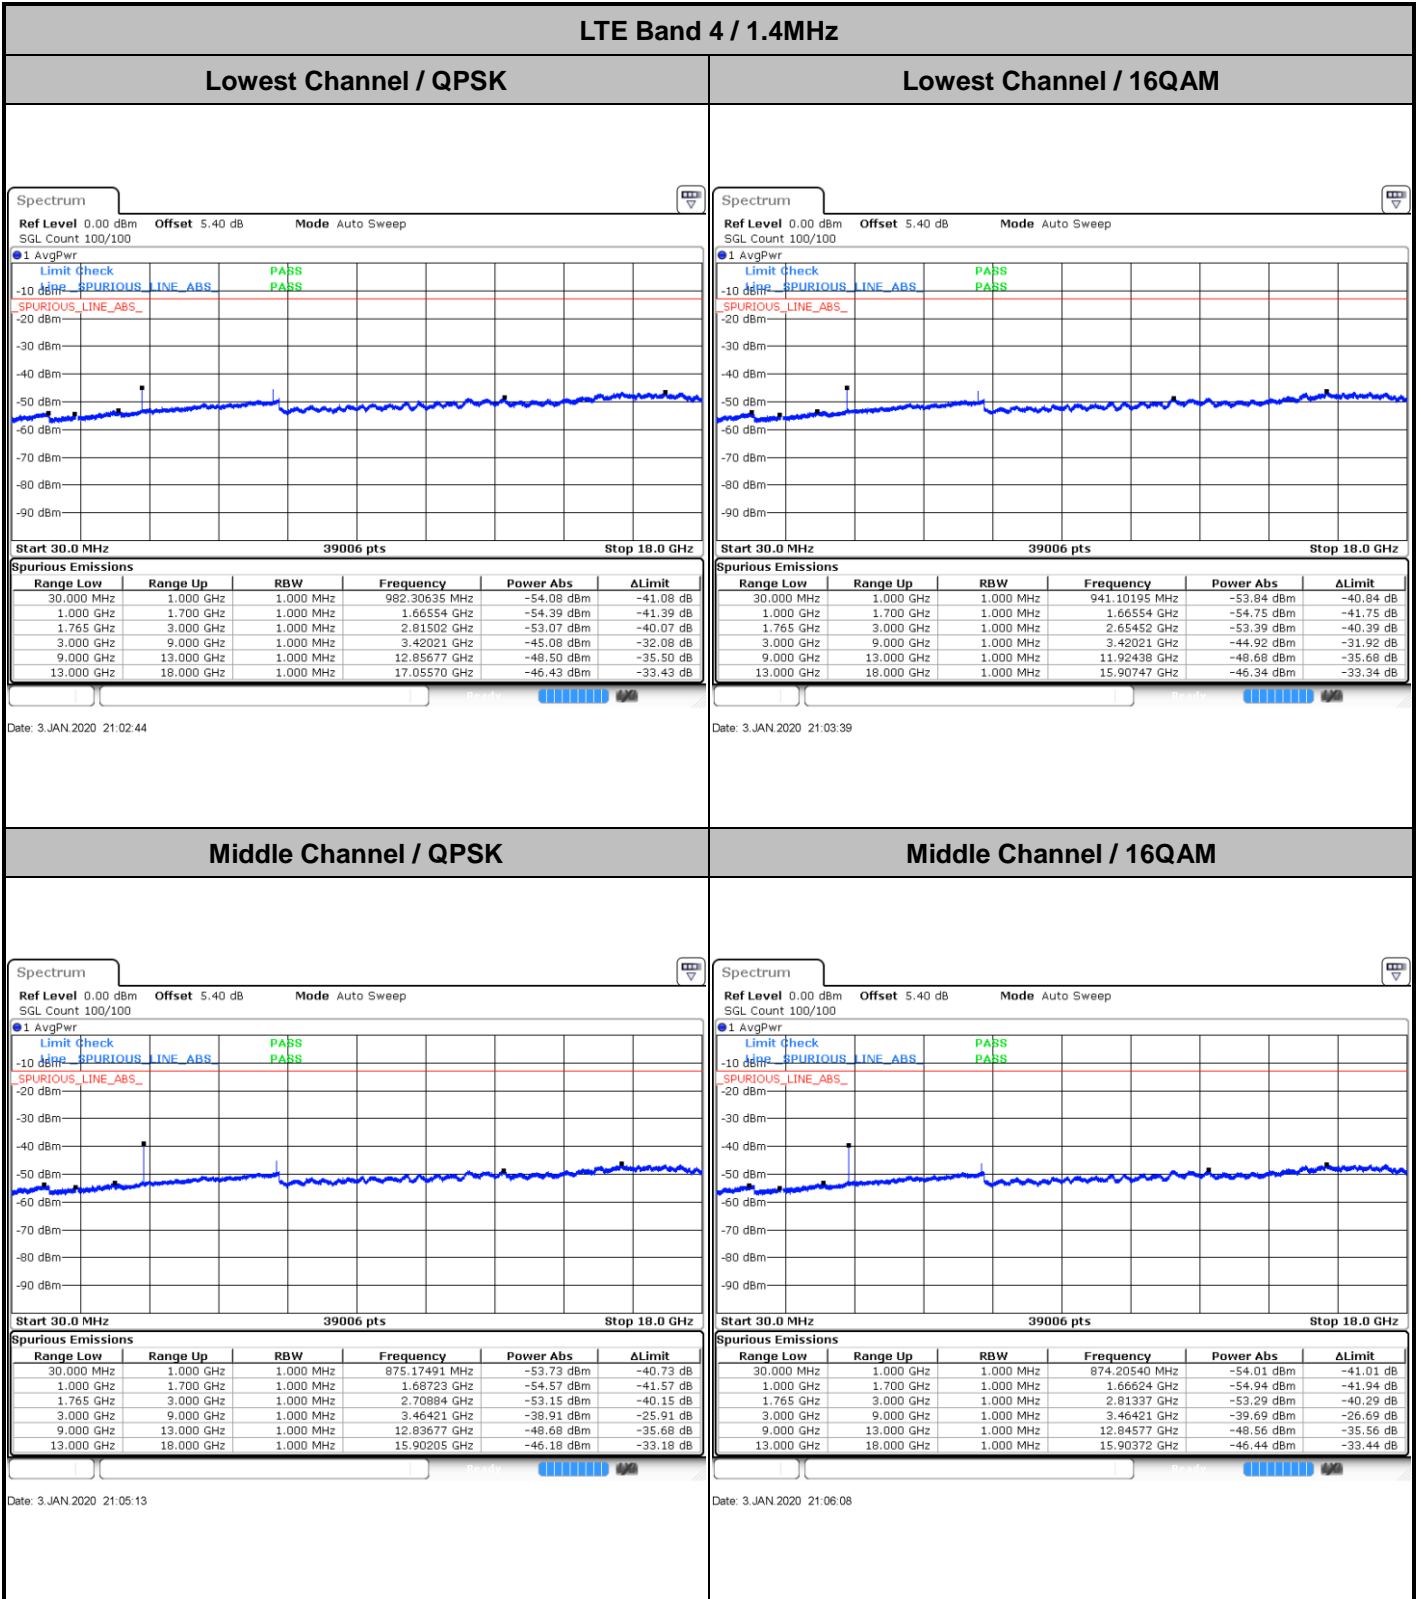 LTE Band 4 / 1.4MHz
Lowest Channel / QPSK
Lowest Channel / 16QAM
Spectrum
Ref Level 0.00 dBm Offset 5.40 dB Mode Auto Sweep
SGL Count 100/100
1 AvgPwr
Limit Check PASS
Line _SPURIOUS_LINE_ABS_ PASS
-10 dBm
_SPURIOUS_LINE_ABS_
-20 dBm
-30 dBm
-40 dBm
-50 dBm
-60 dBm
-70 dBm
-80 dBm
-90 dBm
Start 30.0 MHz 39006 pts Stop 18.0 GHz
Spurious Emissions
Range Low Range Up RBW Frequency Power Abs ΔLimit
30.000 MHz 1.000 GHz 1.000 MHz 982.30635 MHz -54.08 dBm -41.08 dB
1.000 GHz 1.700 GHz 1.000 MHz 1.66554 GHz -54.39 dBm -41.39 dB
1.765 GHz 3.000 GHz 1.000 MHz 2.81502 GHz -53.07 dBm -40.07 dB
3.000 GHz 9.000 GHz 1.000 MHz 3.42021 GHz -45.08 dBm -32.08 dB
9.000 GHz 13.000 GHz 1.000 MHz 12.85677 GHz -48.50 dBm -35.50 dB
13.000 GHz 18.000 GHz 1.000 MHz 17.05570 GHz -46.43 dBm -33.43 dB
Ready
Date: 3.JAN.2020 21:02:44
Spectrum
Ref Level 0.00 dBm Offset 5.40 dB Mode Auto Sweep
SGL Count 100/100
1 AvgPwr
Limit Check PASS
Line _SPURIOUS_LINE_ABS_ PASS
-10 dBm
_SPURIOUS_LINE_ABS_
-20 dBm
-30 dBm
-40 dBm
-50 dBm
-60 dBm
-70 dBm
-80 dBm
-90 dBm
Start 30.0 MHz 39006 pts Stop 18.0 GHz
Spurious Emissions
Range Low Range Up RBW Frequency Power Abs ΔLimit
30.000 MHz 1.000 GHz 1.000 MHz 941.10195 MHz -53.84 dBm -40.84 dB
1.000 GHz 1.700 GHz 1.000 MHz 1.66554 GHz -54.75 dBm -41.75 dB
1.765 GHz 3.000 GHz 1.000 MHz 2.65452 GHz -53.39 dBm -40.39 dB
3.000 GHz 9.000 GHz 1.000 MHz 3.42021 GHz -44.92 dBm -31.92 dB
9.000 GHz 13.000 GHz 1.000 MHz 11.92438 GHz -48.68 dBm -35.68 dB
13.000 GHz 18.000 GHz 1.000 MHz 15.90747 GHz -46.34 dBm -33.34 dB
Ready
Date: 3.JAN.2020 21:03:39
Middle Channel / QPSK
Middle Channel / 16QAM
Spectrum
Ref Level 0.00 dBm Offset 5.40 dB Mode Auto Sweep
SGL Count 100/100
1 AvgPwr
Limit Check PASS
Line _SPURIOUS_LINE_ABS_ PASS
-10 dBm
_SPURIOUS_LINE_ABS_
-20 dBm
-30 dBm
-40 dBm
-50 dBm
-60 dBm
-70 dBm
-80 dBm
-90 dBm
Start 30.0 MHz 39006 pts Stop 18.0 GHz
Spurious Emissions
Range Low Range Up RBW Frequency Power Abs ΔLimit
30.000 MHz 1.000 GHz 1.000 MHz 875.17491 MHz -53.73 dBm -40.73 dB
1.000 GHz 1.700 GHz 1.000 MHz 1.68723 GHz -54.57 dBm -41.57 dB
1.765 GHz 3.000 GHz 1.000 MHz 2.70884 GHz -53.15 dBm -40.15 dB
3.000 GHz 9.000 GHz 1.000 MHz 3.46421 GHz -38.91 dBm -25.91 dB
9.000 GHz 13.000 GHz 1.000 MHz 12.83677 GHz -48.68 dBm -35.68 dB
13.000 GHz 18.000 GHz 1.000 MHz 15.90205 GHz -46.18 dBm -33.18 dB
Ready
Date: 3.JAN.2020 21:05:13
Spectrum
Ref Level 0.00 dBm Offset 5.40 dB Mode Auto Sweep
SGL Count 100/100
1 AvgPwr
Limit Check PASS
Line _SPURIOUS_LINE_ABS_ PASS
-10 dBm
_SPURIOUS_LINE_ABS_
-20 dBm
-30 dBm
-40 dBm
-50 dBm
-60 dBm
-70 dBm
-80 dBm
-90 dBm
Start 30.0 MHz 39006 pts Stop 18.0 GHz
Spurious Emissions
Range Low Range Up RBW Frequency Power Abs ΔLimit
30.000 MHz 1.000 GHz 1.000 MHz 874.20540 MHz -54.01 dBm -41.01 dB
1.000 GHz 1.700 GHz 1.000 MHz 1.66624 GHz -54.94 dBm -41.94 dB
1.765 GHz 3.000 GHz 1.000 MHz 2.81337 GHz -53.29 dBm -40.29 dB
3.000 GHz 9.000 GHz 1.000 MHz 3.46421 GHz -39.69 dBm -26.69 dB
9.000 GHz 13.000 GHz 1.000 MHz 12.84577 GHz -48.56 dBm -35.56 dB
13.000 GHz 18.000 GHz 1.000 MHz 15.90372 GHz -46.44 dBm -33.44 dB
Ready
Date: 3.JAN.2020 21:06:08